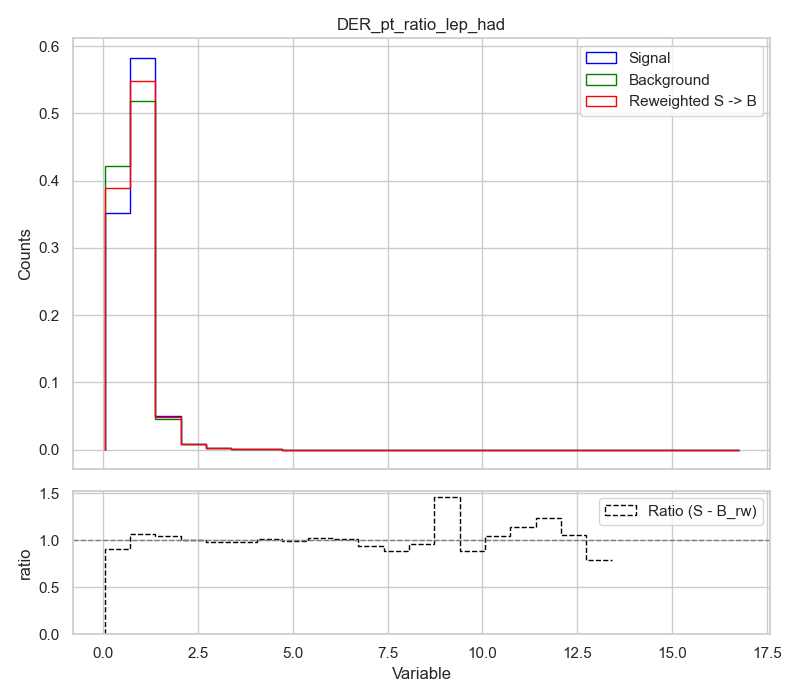 DER_pt_ratio_lep_had
0.6
0.5
0.4
0.3
0.2
0.1
0.0
Counts
Signal
Background
Reweighted S -> B
1.5
1.0
0.5
0.0
ratio
Ratio (S - B_rw)
0.0 2.5 5.0 7.5 10.0 12.5 15.0 17.5
Variable